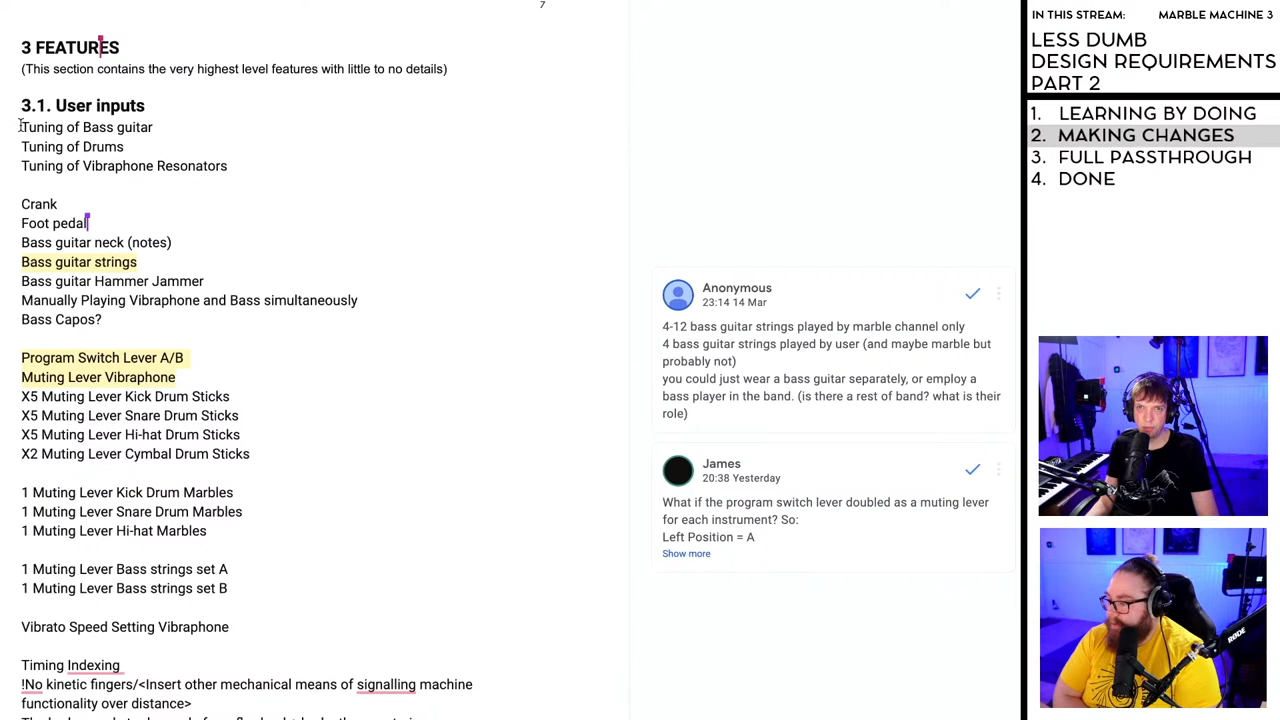 7
3 FEATURES
(This section contains the very highest level features with little to no details)
3.1. User inputs
Tuning of Bass guitar
Tuning of Drums
Tuning of Vibraphone Resonators
Crank
Foot pedal
Bass guitar neck (notes)
Bass guitar strings
Bass guitar Hammer Jammer
Manually Playing Vibraphone and Bass simultaneously
Bass Capos?
Program Switch Lever A/B
Muting Lever Vibraphone
X5 Muting Lever Kick Drum Sticks
X5 Muting Lever Snare Drum Sticks
X5 Muting Lever Hi-hat Drum Sticks
X2 Muting Lever Cymbal Drum Sticks
1 Muting Lever Kick Drum Marbles
1 Muting Lever Snare Drum Marbles
1 Muting Lever Hi-hat Marbles
1 Muting Lever Bass strings set A
1 Muting Lever Bass strings set B
Vibrato Speed Setting Vibraphone
Timing Indexing
!No kinetic fingers/<Insert other mechanical means of signalling machine
functionality over distance>
Anonymous
23:14 14 Mar
4-12 bass guitar strings played by marble channel only
4 bass guitar strings played by user (and maybe marble but
probably not)
you could just wear a bass guitar separately, or employ a
bass player in the band. (is there a rest of band? what is their
role)
James
20:38 Yesterday
What if the program switch lever doubled as a muting lever
for each instrument? So:
Left Position = A
Show more
IN THIS STREAM: MARBLE MACHINE 3
LESS DUMB
DESIGN REQUIREMENTS
PART 2
1. LEARNING BY DOING
2. MAKING CHANGES
3. FULL PASSTHROUGH
4. DONE
RØDE